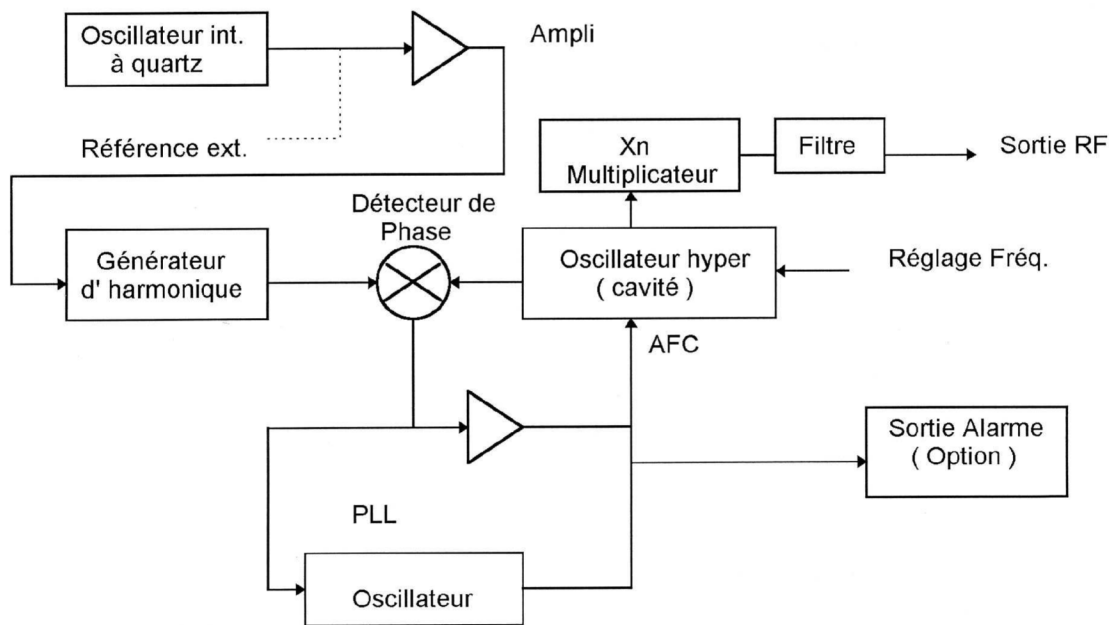 Oscillateur int.
à quartz
Ampli
Référence ext.
Xn
Multiplicateur
Filtre
Sortie RF
Détecteur de
Phase
Générateur
d' harmonique
Oscillateur hyper
( cavité )
Réglage Fréq.
AFC
Sortie Alarme
( Option )
PLL
Oscillateur